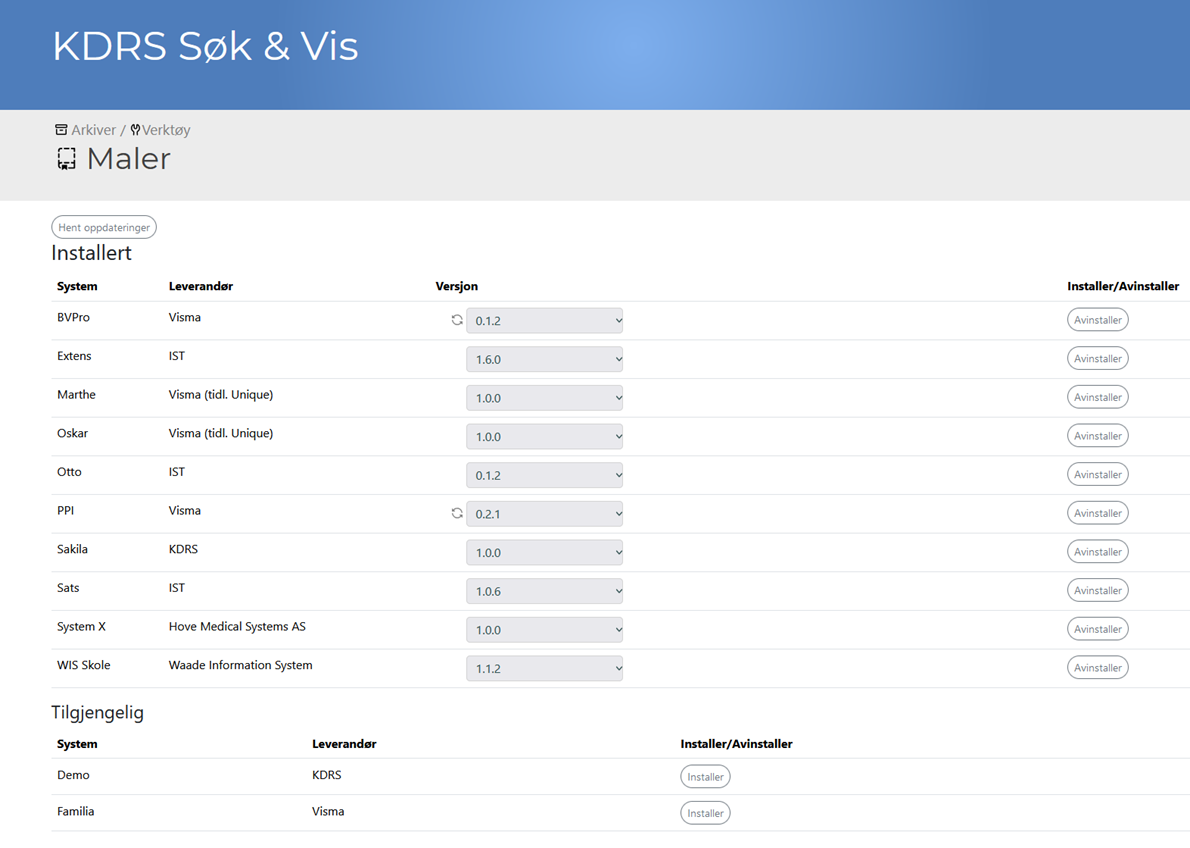 KDRS Søk & Vis
Arkiver / Verktøy
Maler
Hent oppdateringer
Installert
System Leverandør Versjon Installer/Avinstaller
BVPro Visma 0.1.2 Avinstaller
Extens IST 1.6.0 Avinstaller
Marthe Visma (tidl. Unique) 1.0.0 Avinstaller
Oskar Visma (tidl. Unique) 1.0.0 Avinstaller
Otto IST 0.1.2 Avinstaller
PPI Visma 0.2.1 Avinstaller
Sakila KDRS 1.0.0 Avinstaller
Sats IST 1.0.6 Avinstaller
System X Hove Medical Systems AS 1.0.0 Avinstaller
WIS Skole Waade Information System 1.1.2 Avinstaller
Tilgjengelig
System Leverandør Installer/Avinstaller
Demo KDRS Installer
Familia Visma Installer